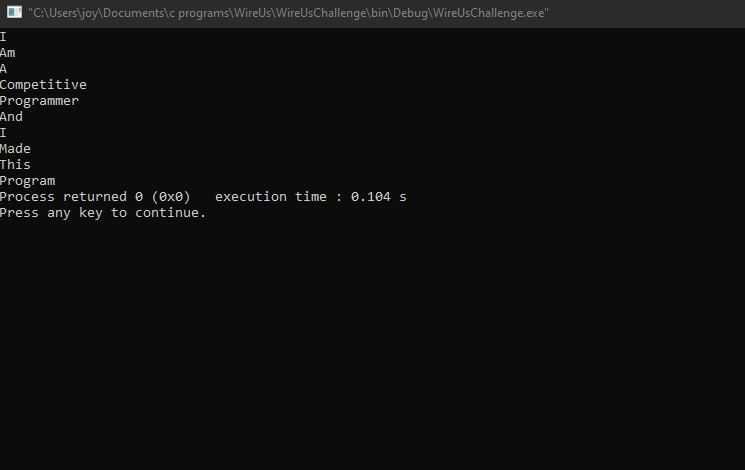 "C:\Users\joy\Documents\c programs\WireUs\WireUsChallenge\bin\Debug\WireUsChallenge.exe"
I
Am
A
Competitive
Programmer
And
I
Made
This
Program
Process returned 0 (0x0)   execution time : 0.104 s
Press any key to continue.